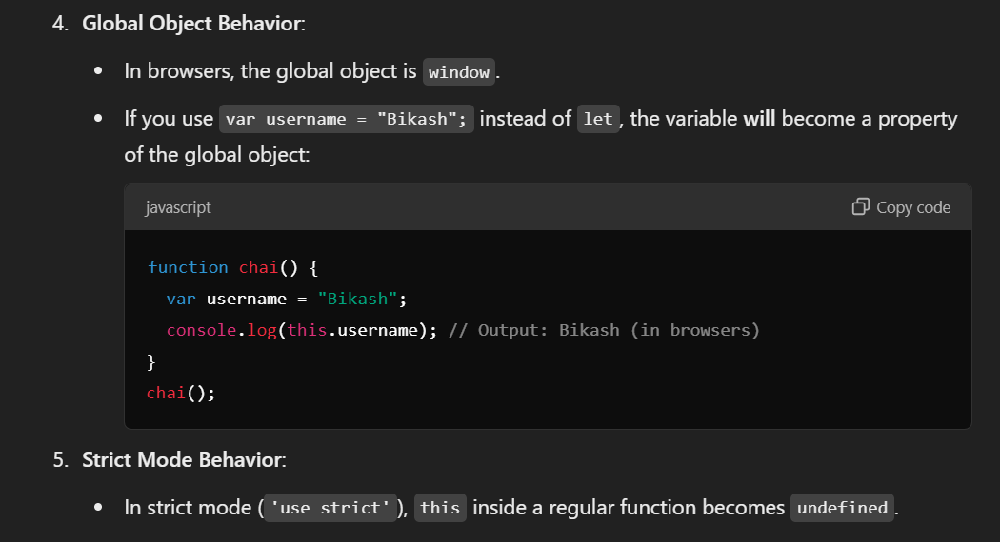 4. Global Object Behavior:
• In browsers, the global object is window.
• If you use var username = "Bikash"; instead of let, the variable will become a property
of the global object:
javascript
Copy code
function chai() {
  var username = "Bikash";
  console.log(this.username); // Output: Bikash (in browsers)
}
chai();
5. Strict Mode Behavior:
• In strict mode ('use strict'), this inside a regular function becomes undefined.